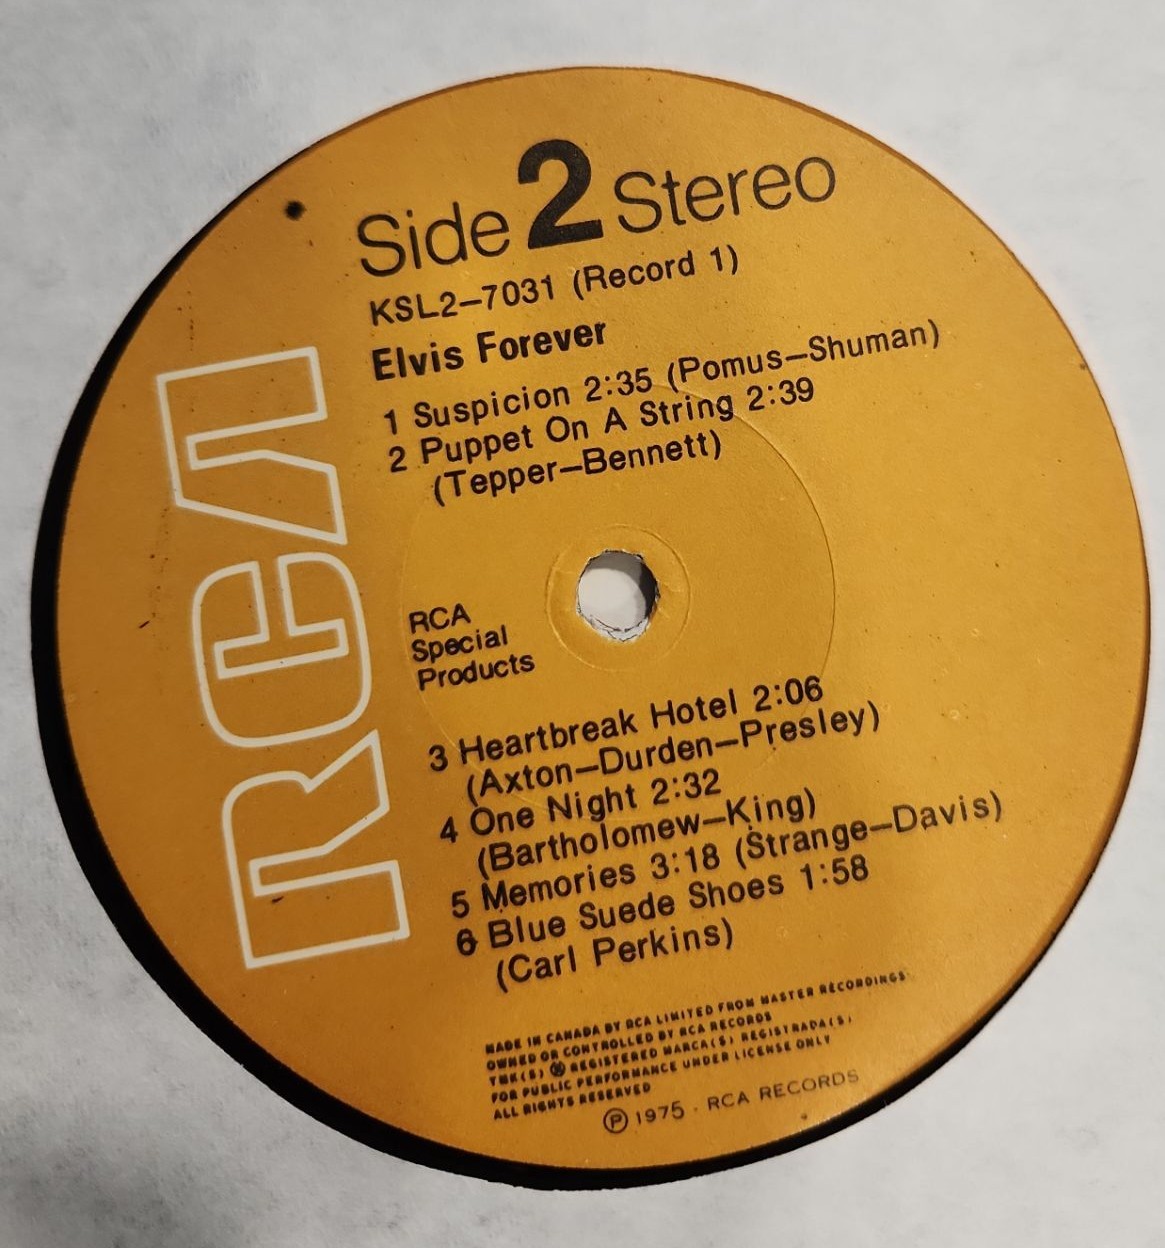 Side 2 Stereo
KSL2-7031 (Record 1)
Elvis Forever
1 Suspicion 2:35 (Pomus-Shuman)
2 Puppet On A String 2:39
(Tepper-Bennett)
RCA
RCA
Special
Products
3 Heartbreak Hotel 2:06
(Axton-Durden-Presley)
4 One Night 2:32
(Bartholomew-King)
5 Memories 3:18 (Strange-Davis)
6 Blue Suede Shoes 1:58
(Carl Perkins)
MADE IN CANADA BY RCA LIMITED FROM MASTER RECORDINGS
OWNED OR CONTROLLED BY RCA RECORDS
TMK(S) ® REGISTERED MARCA(S) REGISTRADA(S).
FOR PUBLIC PERFORMANCE UNDER LICENSE ONLY
ALL RIGHTS RESERVED
℗ 1975 · RCA RECORDS